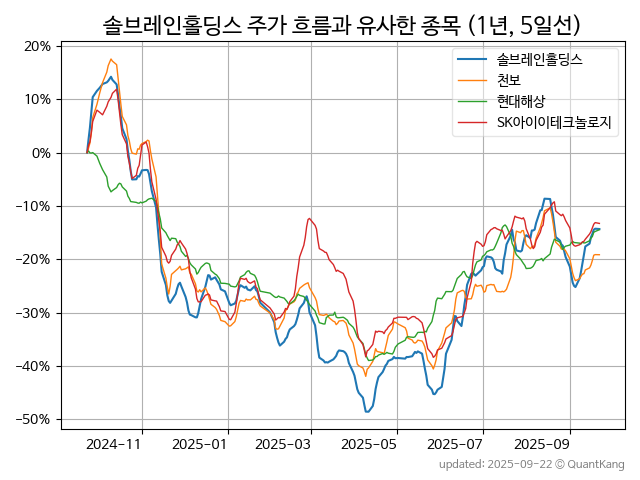 솔브레인홀딩스 주가 흐름과 유사한 종목 (1년, 5일선)
20%
10%
0%
−10%
−20%
−30%
−40%
−50%
솔브레인홀딩스
천보
현대해상
SK아이이테크놀로지
2024-11
2025-01
2025-03
2025-05
2025-07
2025-09
updated: 2025-09-22 © QuantKang